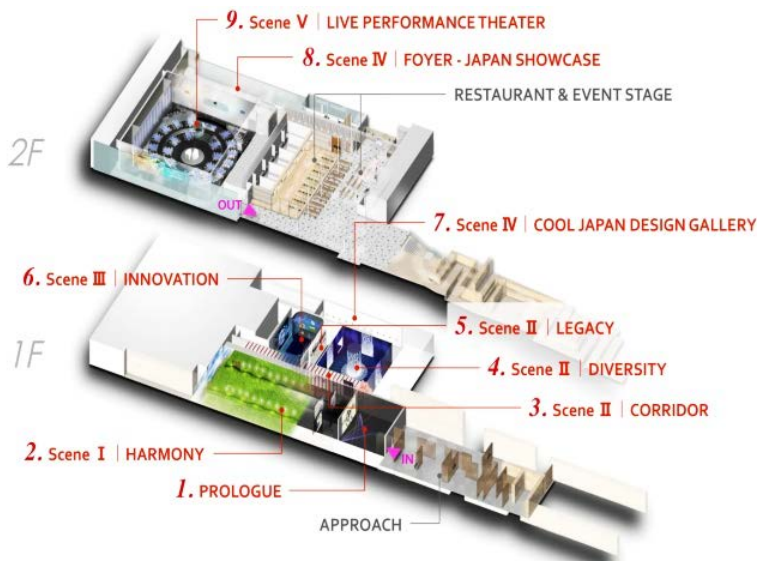 9. Scene Ⅴ | LIVE PERFORMANCE THEATER
8. Scene Ⅳ | FOYER - JAPAN SHOWCASE
RESTAURANT & EVENT STAGE
2F
OUT
7. Scene Ⅳ | COOL JAPAN DESIGN GALLERY
6. Scene Ⅲ | INNOVATION
5. Scene Ⅱ | LEGACY
1F
4. Scene Ⅱ | DIVERSITY
3. Scene Ⅱ | CORRIDOR
2. Scene Ⅰ | HARMONY
IN
1. PROLOGUE
APPROACH